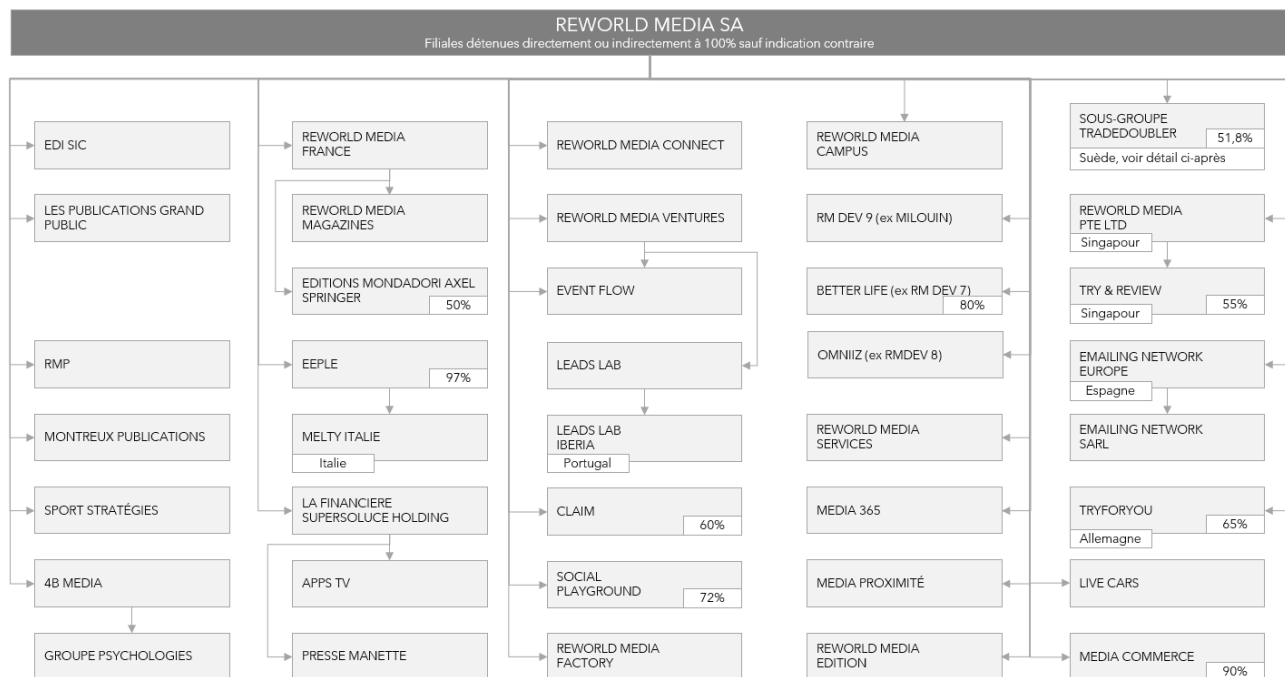 REWORLD MEDIA SA
Filiales détenues directement ou indirectement à 100% sauf indication contraire
EDI SIC
LES PUBLICATIONS GRAND
PUBLIC
RMP
MONTREUX PUBLICATIONS
SPORT STRATÉGIES
4B MEDIA
GROUPE PSYCHOLOGIES
REWORLD MEDIA
FRANCE
REWORLD MEDIA
MAGAZINES
EDITIONS MONDADORI AXEL
SPRINGER
50%
EEPLE
97%
MELTY ITALIE
Italie
LA FINANCIERE
SUPERSOLUCE HOLDING
APPS TV
PRESSE MANETTE
REWORLD MEDIA CONNECT
REWORLD MEDIA VENTURES
EVENT FLOW
LEADS LAB
LEADS LAB
IBERIA
Portugal
CLAIM
60%
SOCIAL
PLAYGROUND
72%
REWORLD MEDIA
FACTORY
REWORLD MEDIA
CAMPUS
RM DEV 9 (ex MILOUIN)
BETTER LIFE (ex RM DEV 7)
80%
OMNIIZ (ex RMDEV 8)
REWORLD MEDIA
SERVICES
MEDIA 365
MEDIA PROXIMITÉ
REWORLD MEDIA
EDITION
SOUS-GROUPE
TRADEDOUBLER
51,8%
Suède, voir détail ci-après
REWORLD MEDIA
PTE LTD
Singapour
TRY & REVIEW
55%
Singapour
EMAILING NETWORK
EUROPE
Espagne
EMAILING NETWORK
SARL
TRYFORYOU
65%
Allemagne
LIVE CARS
MEDIA COMMERCE
90%